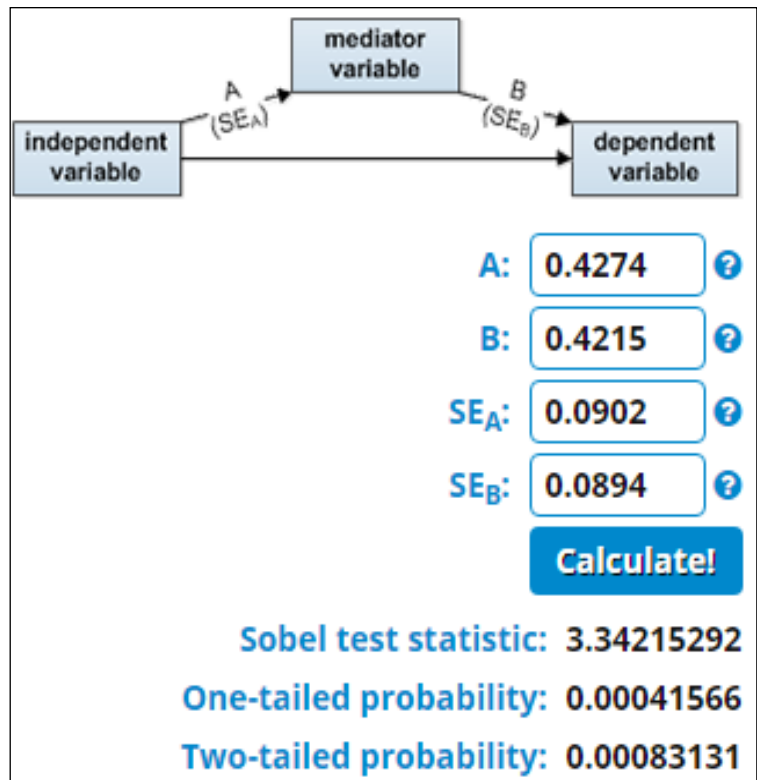 mediator
variable
A
(SEA)
B
(SEB)
independent
variable
dependent
variable
A: 0.4274 ?
B: 0.4215 ?
SEA: 0.0902 ?
SEB: 0.0894 ?
Calculate!
Sobel test statistic: 3.34215292
One-tailed probability: 0.00041566
Two-tailed probability: 0.00083131